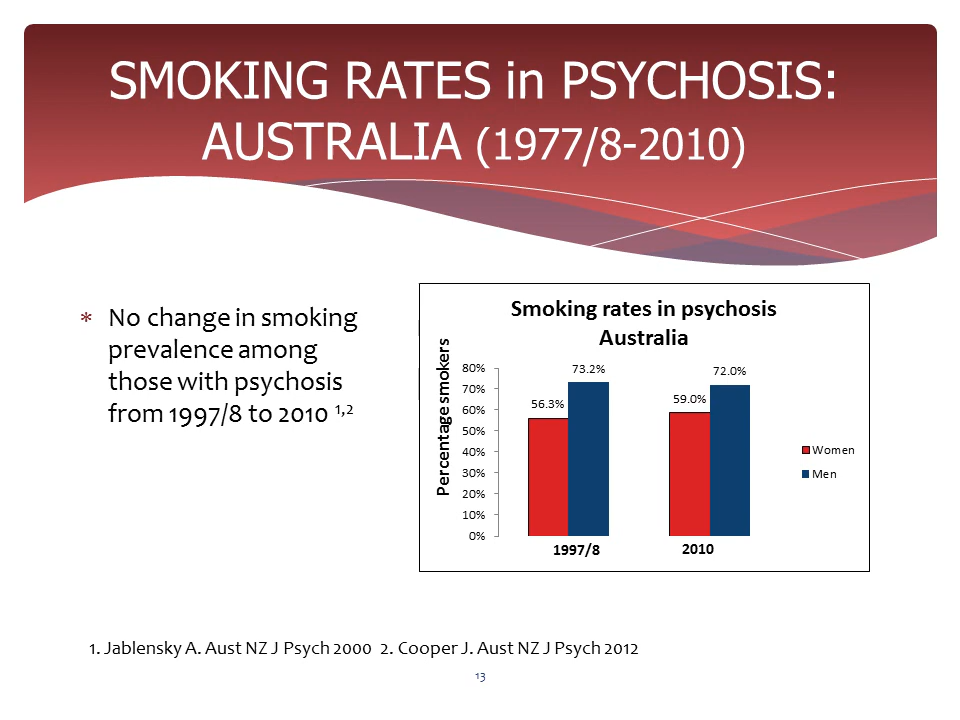 SMOKING RATES in PSYCHOSIS:
AUSTRALIA (1977/8-2010)
∗ No change in smoking
prevalence among
those with psychosis
from 1997/8 to 2010 ¹,²
Smoking rates in psychosis
Australia
Percentage smokers
80%
70%
60%
50%
40%
30%
20%
10%
0%
56.3%
73.2%
59.0%
72.0%
1997/8
2010
Women
Men
1. Jablensky A. Aust NZ J Psych 2000 2. Cooper J. Aust NZ J Psych 2012
13